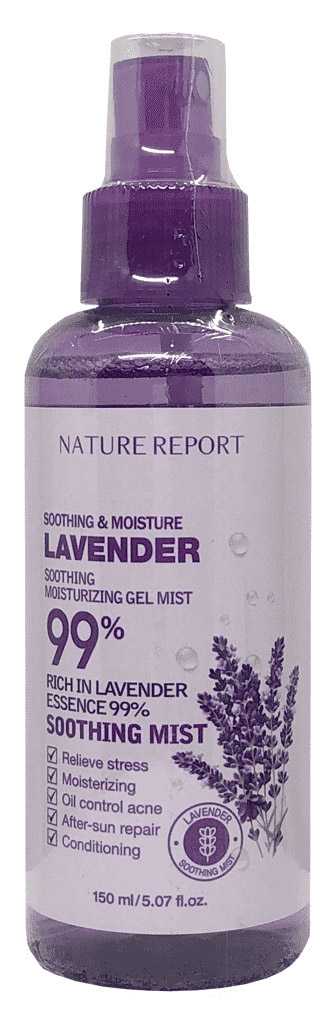 NATURE REPORT
SOOTHING & MOISTURE
LAVENDER
SOOTHING
MOISTURIZING GEL MIST
99%
RICH IN LAVENDER
ESSENCE 99%
SOOTHING MIST
Relieve stress
Moisterizing
Oil control acne
After-sun repair
Conditioning
LAVENDER
SOOTHING MIST
150 ml/5.07 fl.oz.